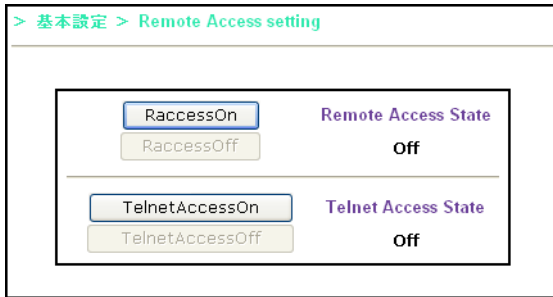 > 基本設定 > Remote Access setting
RaccessOn Remote Access State
RaccessOff Off
TelnetAccessOn Telnet Access State
TelnetAccessOff Off